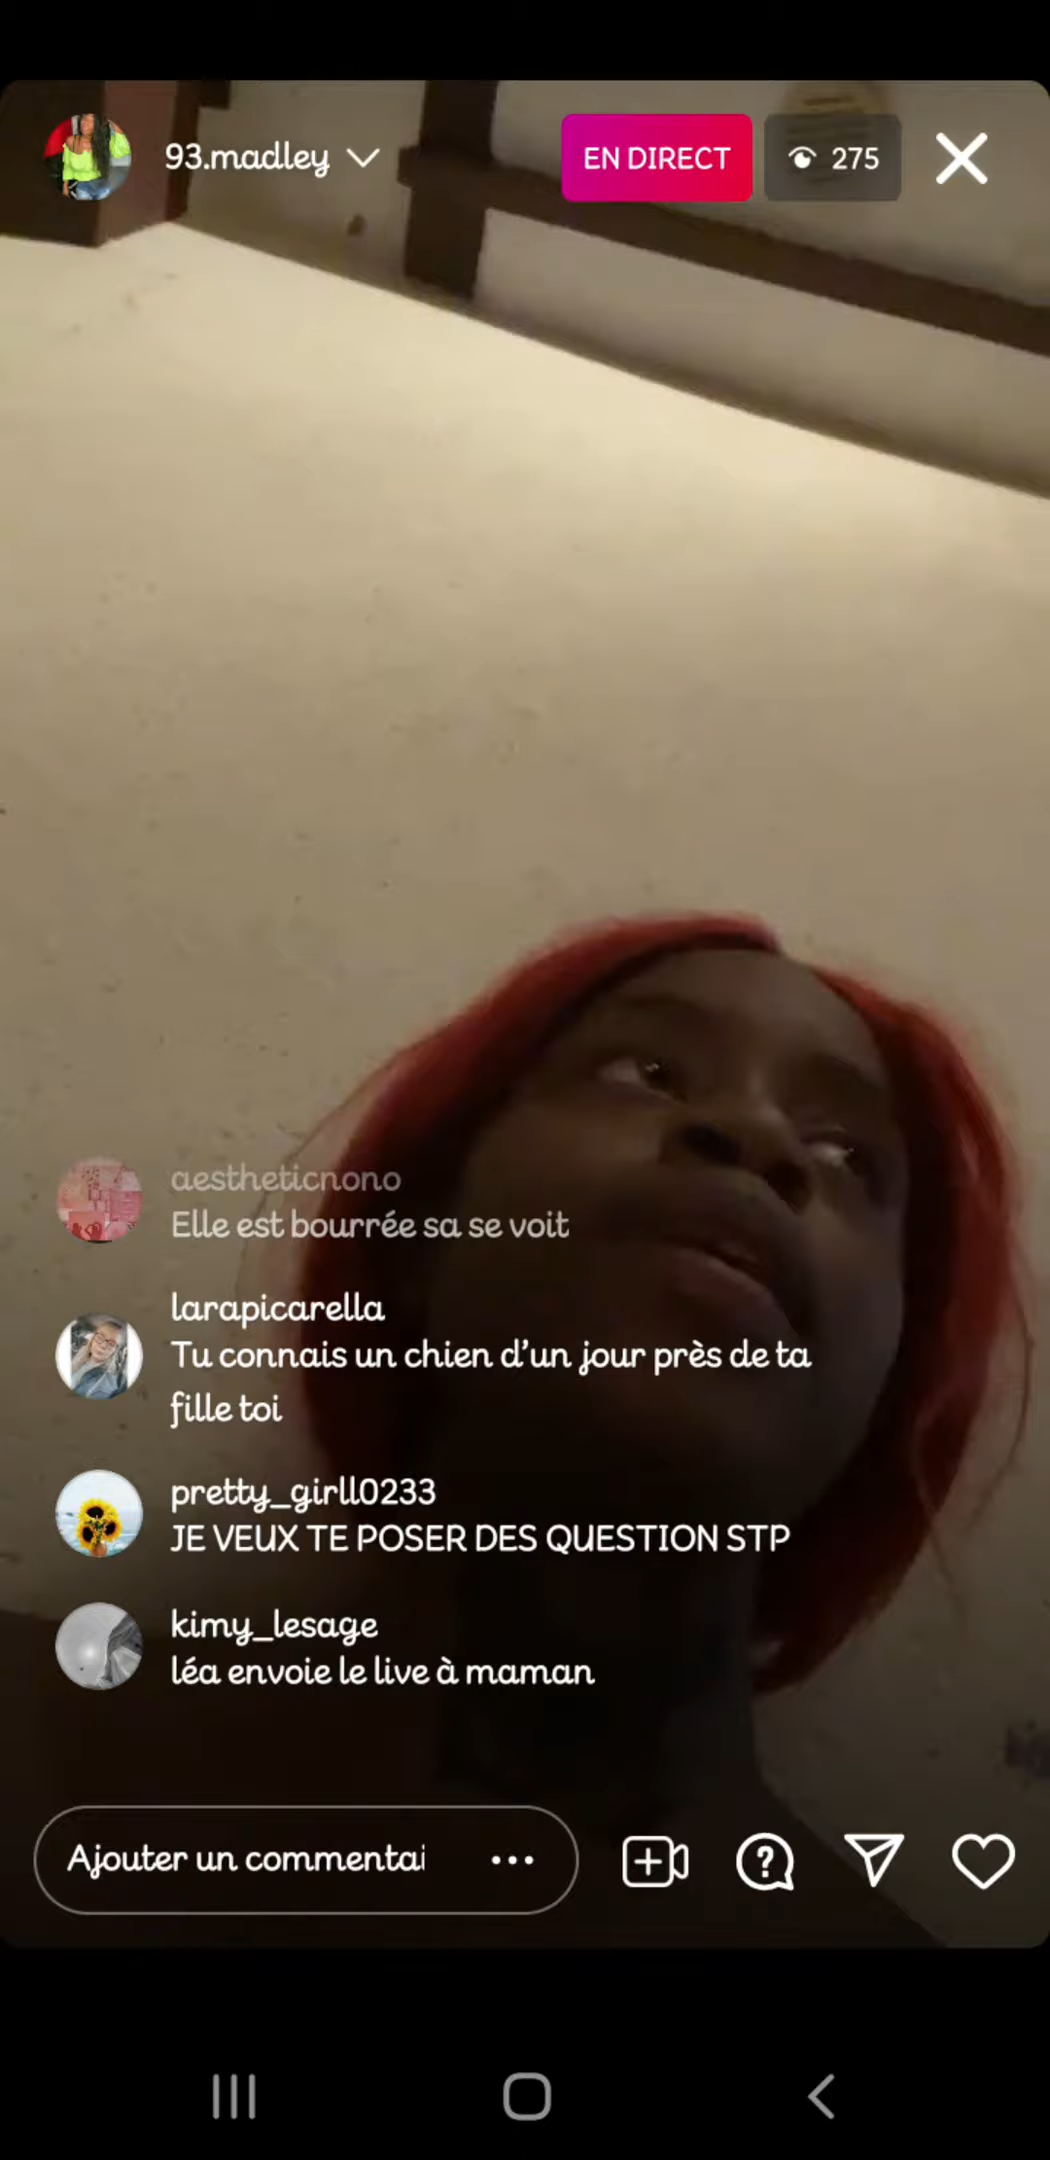 93.madley
EN DIRECT
275
aestheticnono
Elle est bourrée sa se voit
larapicarella
Tu connais un chien d'un jour près de ta
fille toi
pretty_girll0233
JE VEUX TE POSER DES QUESTION STP
kimy_lesage
léa envoie le live à maman
Ajouter un commentai